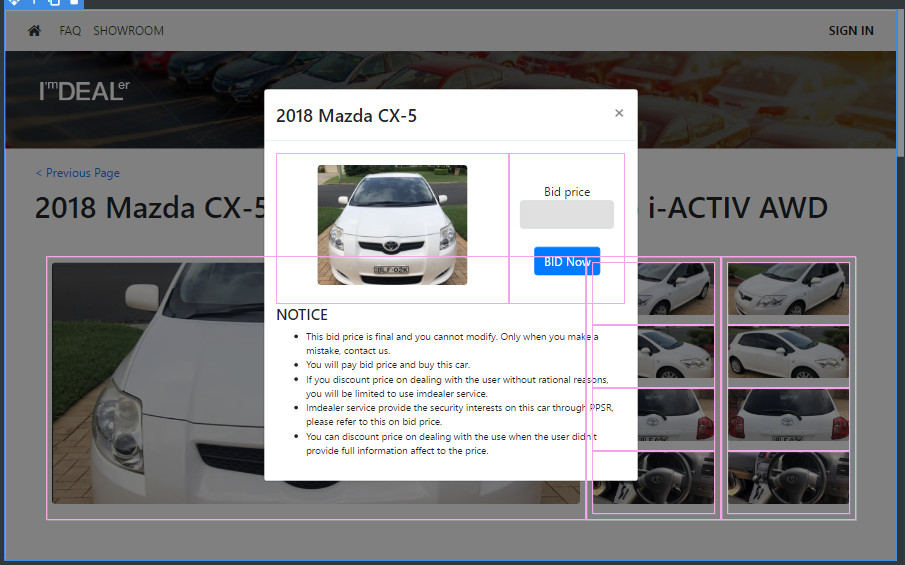 FAQ SHOWROOM SIGN IN
I'mDEALer
2018 Mazda CX-5 ×
< Previous Page
2018 Mazda CX-5 i-ACTIV AWD
Bid price
BID Now
NOTICE
This bid price is final and you cannot modify. Only when you make a
mistake, contact us.
You will pay bid price and buy this car.
If you discount price on dealing with the user without rational reasons,
you will be limited to use imdealer service.
Imdealer service provide the security interests on this car through PPSR,
please refer to this on bid price.
You can discount price on dealing with the use when the user didn't
provide full information affect to the price.